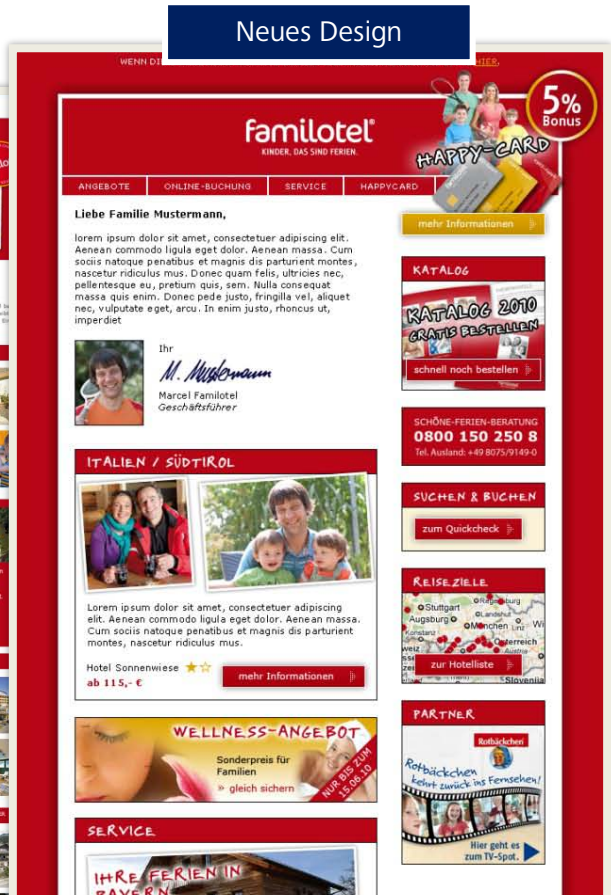 Neues Design
WENN DI
HIER.
5%
Bonus
familotel
KINDER, DAS SIND FERIEN.
HAPPY-CARD
ANGEBOTE
ONLINE-BUCHUNG
SERVICE
HAPPYCARD
mehr Informationen
Liebe Familie Mustermann,
lorem ipsum dolor sit amet, consectetuer adipiscing elit.
Aenean commodo ligula eget dolor. Aenean massa. Cum
sociis natoque penatibus et magnis dis parturient montes,
nascetur ridiculus mus. Donec quam felis, ultricies nec,
pellentesque eu, pretium quis, sem. Nulla consequat
massa quis enim. Donec pede justo, fringilla vel, aliquet
nec, vulputate eget, arcu. In enim justo, rhoncus ut,
imperdiet
Ihr
M. Mustermann
Marcel Familotel
Geschäftsführer
ITALIEN / SÜDTIROL
Lorem ipsum dolor sit amet, consectetuer adipiscing
elit. Aenean commodo ligula eget dolor. Aenean massa.
Cum sociis natoque penatibus et magnis dis parturient
montes, nascetur ridiculus mus.
Hotel Sonnenwiese
ab 115,- €
mehr Informationen
WELLNESS-ANGEBOT
Sonderpreis für
Familien
» gleich sichern
NUR BIS ZUM
15.06.10
SERVICE
IHRE FERIEN IN
BAYERN
KATALOG
KATALOG 2010
GRATIS BESTELLEN
schnell noch bestellen
SCHÖNE-FERIEN-BERATUNG
0800 150 250 8
Tel. Ausland: +49 8075/9149-0
SUCHEN & BUCHEN
zum Quickcheck
REISEZIELE
Stuttgart
Landshut
Augsburg
München
Linz
Wi
Konstanz
Österreich
Austria
zur Hotelliste
Slovenija
PARTNER
Rotbäckchen
Rotbäckchen
kehrt zurück ins Fernsehen!
Hier geht es
zum TV-Spot.